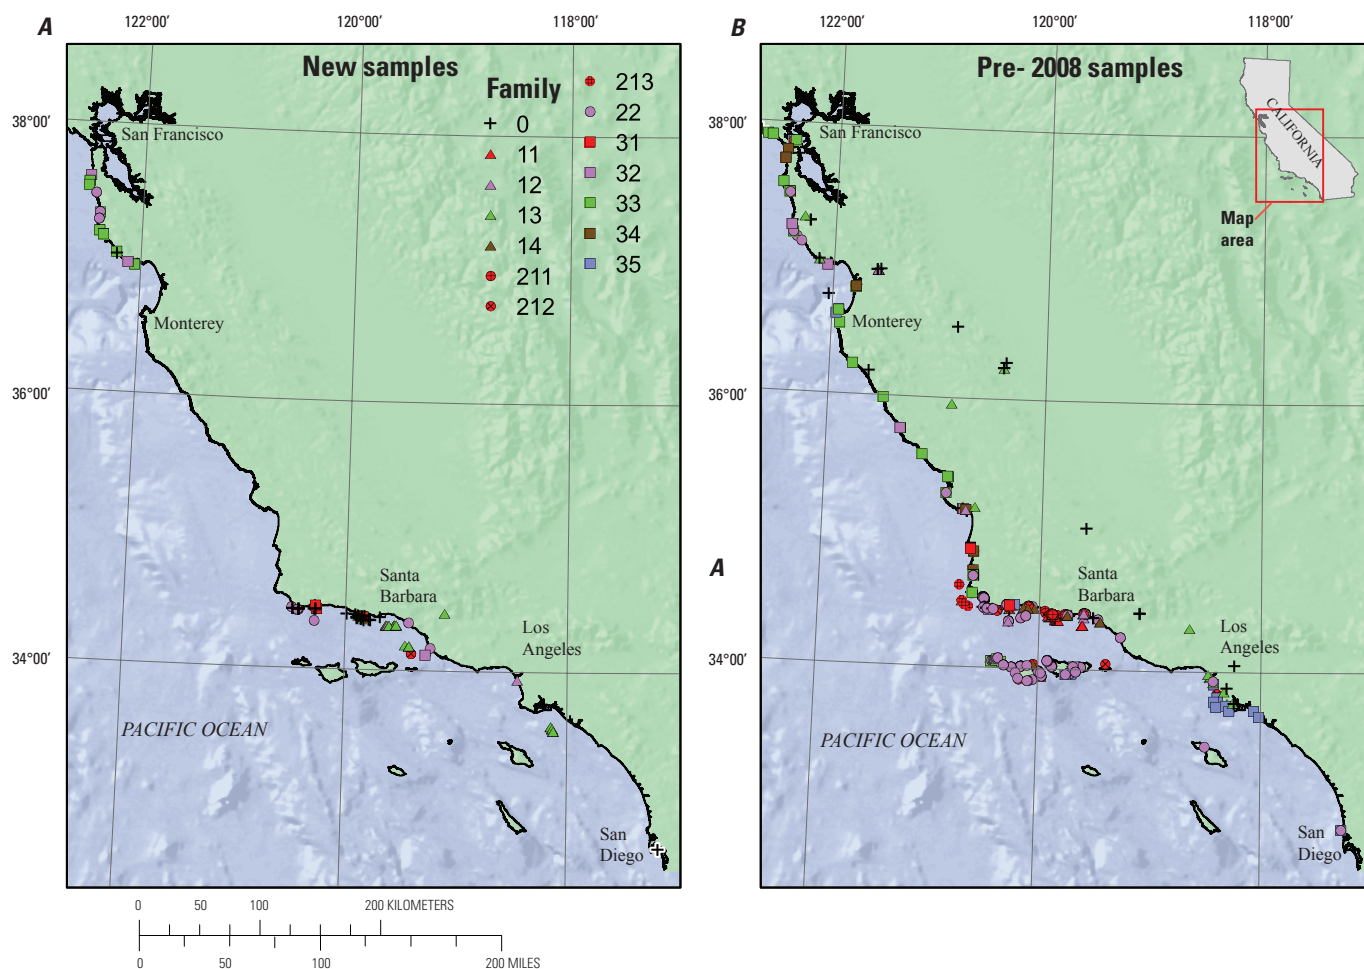 A
122°00′
120°00′
118°00′
B
122°00′
120°00′
118°00′
New samples
Family
0
11
12
13
14
211
212
213
22
31
32
33
34
35
38°00′
36°00′
34°00′
San Francisco
Monterey
Santa
Barbara
Los
Angeles
PACIFIC OCEAN
San
Diego
Pre- 2008 samples
CALIFORNIA
Map
area
38°00′
36°00′
A
34°00′
San Francisco
Monterey
Santa
Barbara
Los
Angeles
PACIFIC OCEAN
San
Diego
0 50 100 200 KILOMETERS
0 50 100 200 MILES